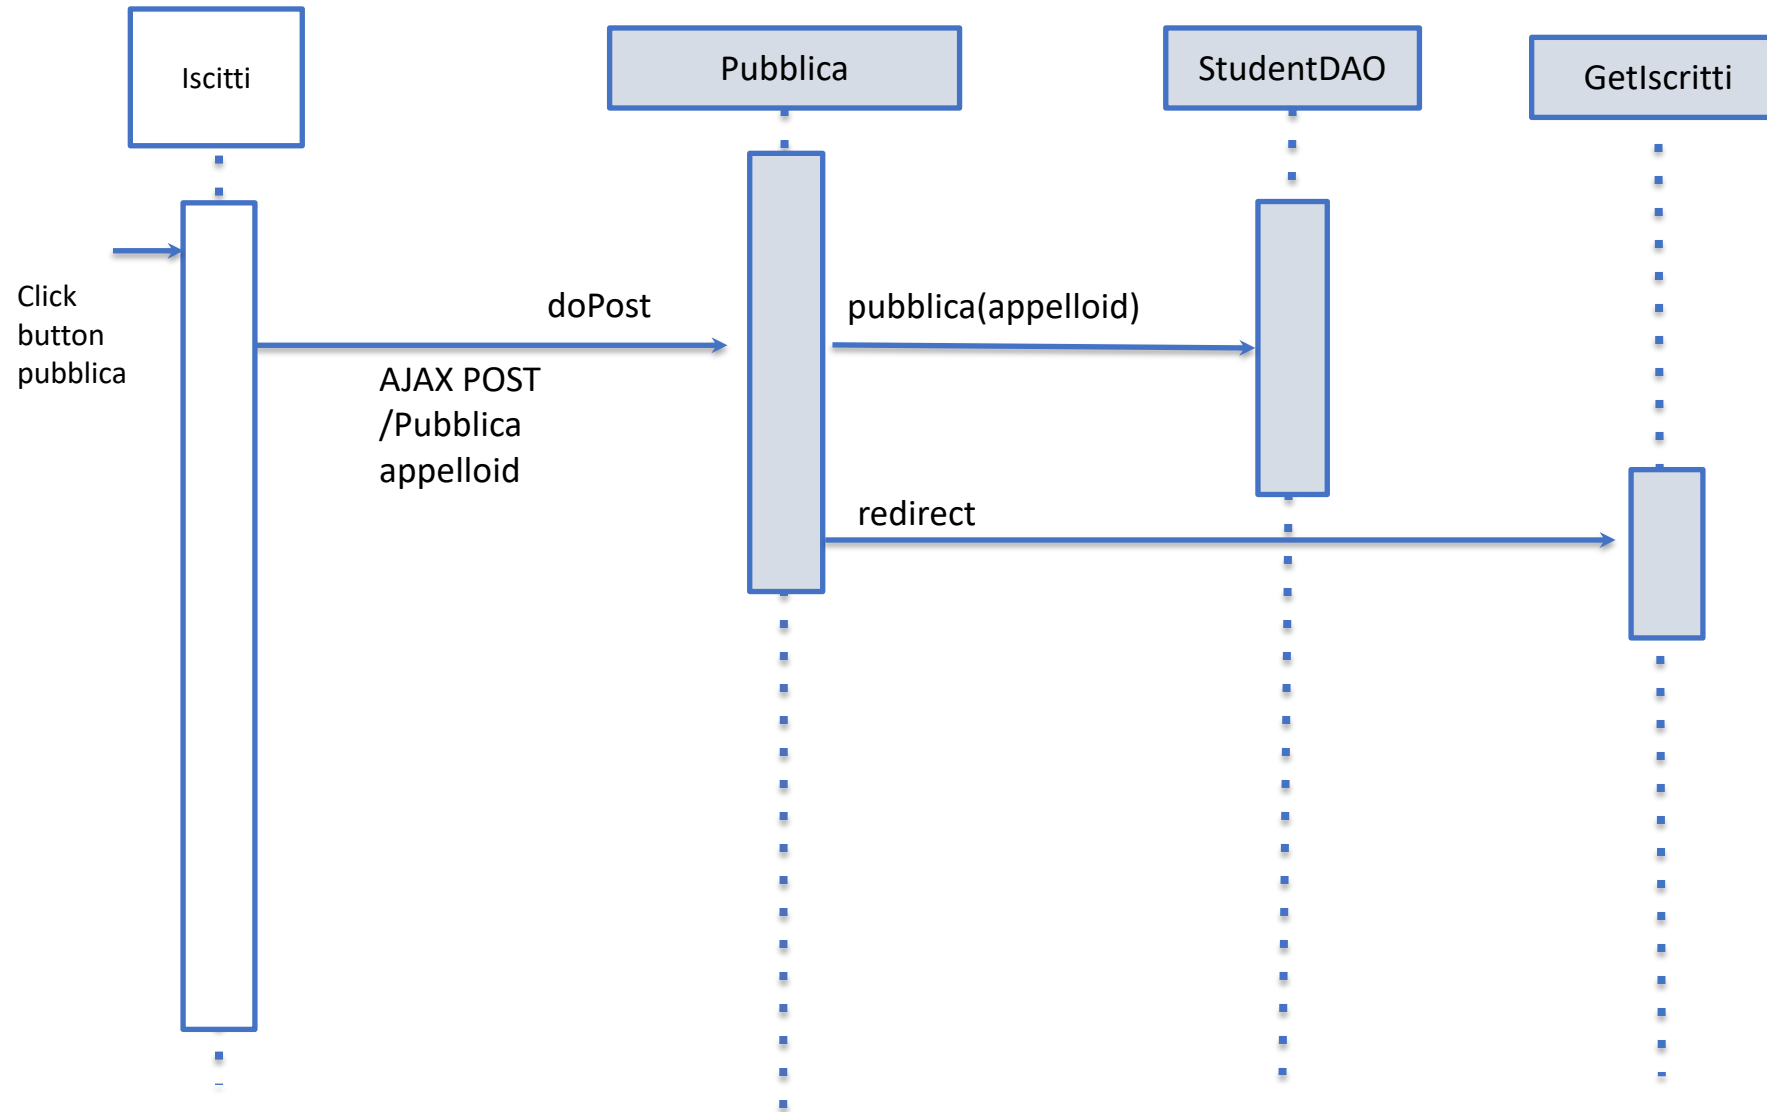 Iscitti
Pubblica
StudentDAO
GetIscritti
Click
button
pubblica
doPost
AJAX POST
/Pubblica
appelloid
pubblica(appelloid)
redirect